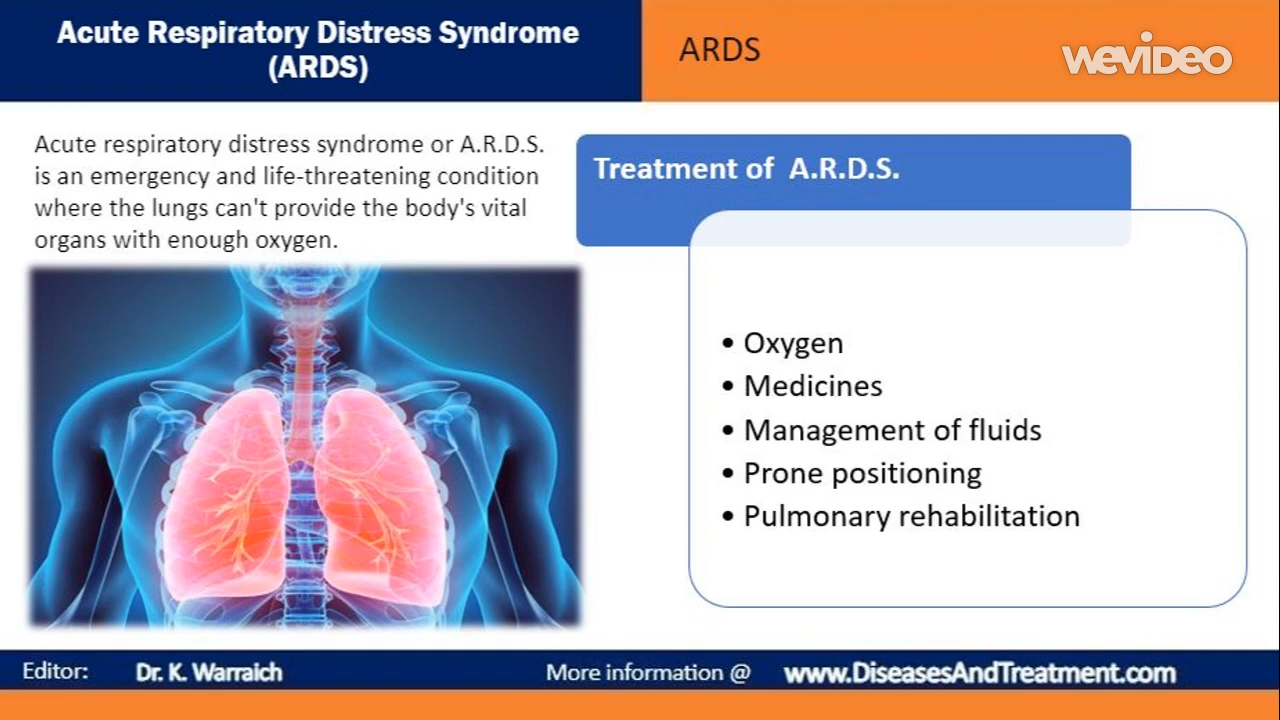 Acute Respiratory Distress Syndrome
(ARDS)
ARDS
WEVIDEO
Acute respiratory distress syndrome or A.R.D.S.
is an emergency and life-threatening condition
where the lungs can't provide the body's vital
organs with enough oxygen.
Treatment of A.R.D.S.
• Oxygen
• Medicines
• Management of fluids
• Prone positioning
• Pulmonary rehabilitation
Editor: Dr. K. Warraich
More information @ www.DiseasesAndTreatment.com